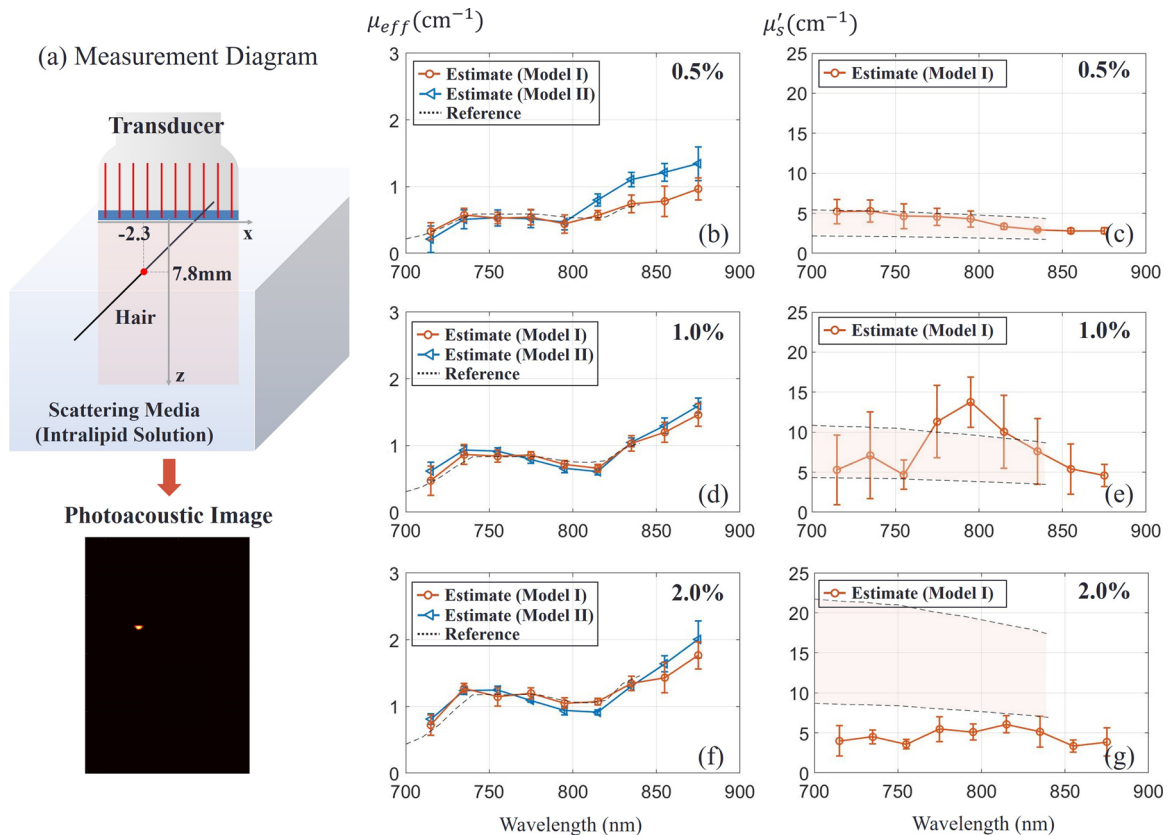 (a) Measurement Diagram
Transducer
x
-2.3
7.8mm
Hair
z
Scattering Media
(Intralipid Solution)
Photoacoustic Image
μeff(cm⁻¹)
μ′s(cm⁻¹)
3
2
1
0
700
750
800
850
900
Estimate (Model I)
Estimate (Model II)
Reference
0.5%
(b)
25
20
15
10
5
0
700
750
800
850
900
Estimate (Model I)
0.5%
(c)
3
2
1
0
700
750
800
850
900
Estimate (Model I)
Estimate (Model II)
Reference
1.0%
(d)
25
20
15
10
5
0
700
750
800
850
900
Estimate (Model I)
1.0%
(e)
3
2
1
0
700
750
800
850
900
Estimate (Model I)
Estimate (Model II)
Reference
2.0%
(f)
Wavelength (nm)
25
20
15
10
5
0
700
750
800
850
900
Estimate (Model I)
2.0%
(g)
Wavelength (nm)